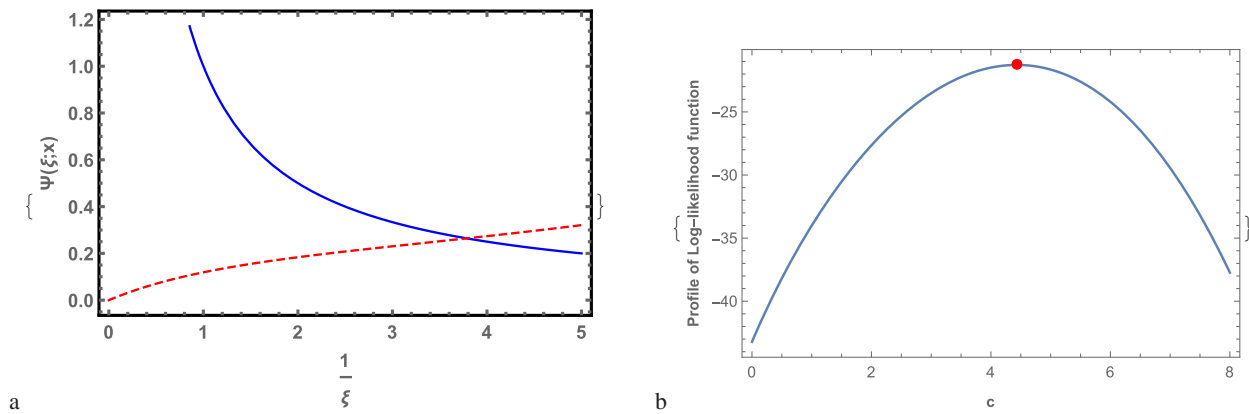 1.2
1.0
0.8
0.6
0.4
0.2
0.0
Ψ(ξ;x)
{
}
0 1 2 3 4 5
1
ξ
a
−25
−30
−35
−40
Profile of Log−likelihood function
{
}
0 2 4 6 8
c
b